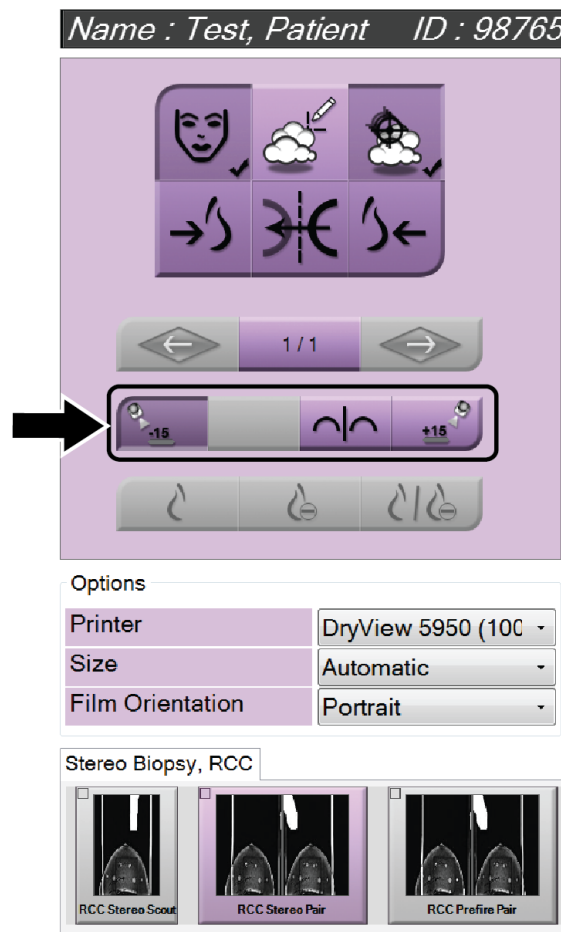 Name : Test, Patient ID : 98765
1 / 1
-15
+15
Options
Printer DryView 5950 (100
Size Automatic
Film Orientation Portrait
Stereo Biopsy, RCC
RCC Stereo Scout RCC Stereo Pair RCC Prefire Pair